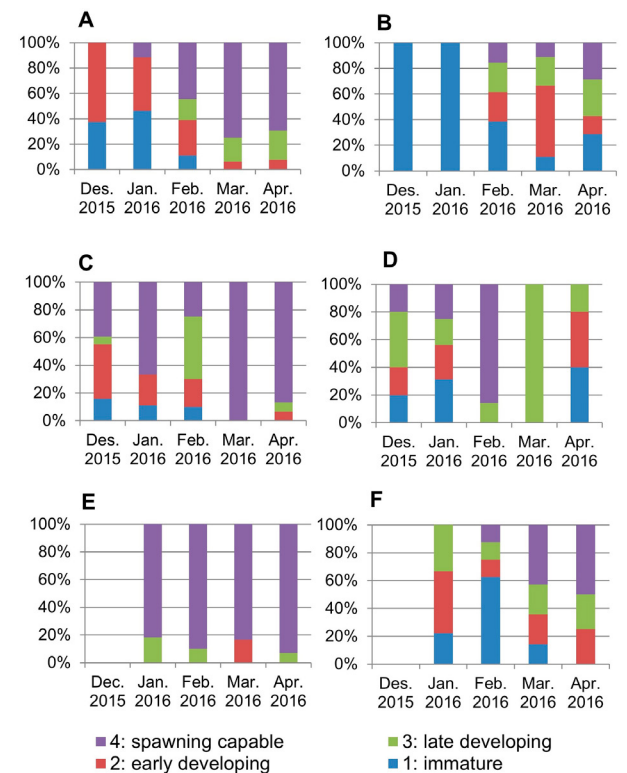 A
100%
80%
60%
40%
20%
0%
Des. Jan. Feb. Mar. Apr.
2015 2016 2016 2016 2016
B
100%
80%
60%
40%
20%
0%
Des. Jan. Feb. Mar. Apr.
2015 2016 2016 2016 2016
C
100%
80%
60%
40%
20%
0%
Des. Jan. Feb. Mar. Apr.
2015 2016 2016 2016 2016
D
100%
80%
60%
40%
20%
0%
Des. Jan. Feb. Mar. Apr.
2015 2016 2016 2016 2016
E
100%
80%
60%
40%
20%
0%
Dec. Jan. Feb. Mar. Apr.
2015 2016 2016 2016 2016
F
100%
80%
60%
40%
20%
0%
Des. Jan. Feb. Mar. Apr.
2015 2016 2016 2016 2016
4: spawning capable
3: late developing
2: early developing
1: immature